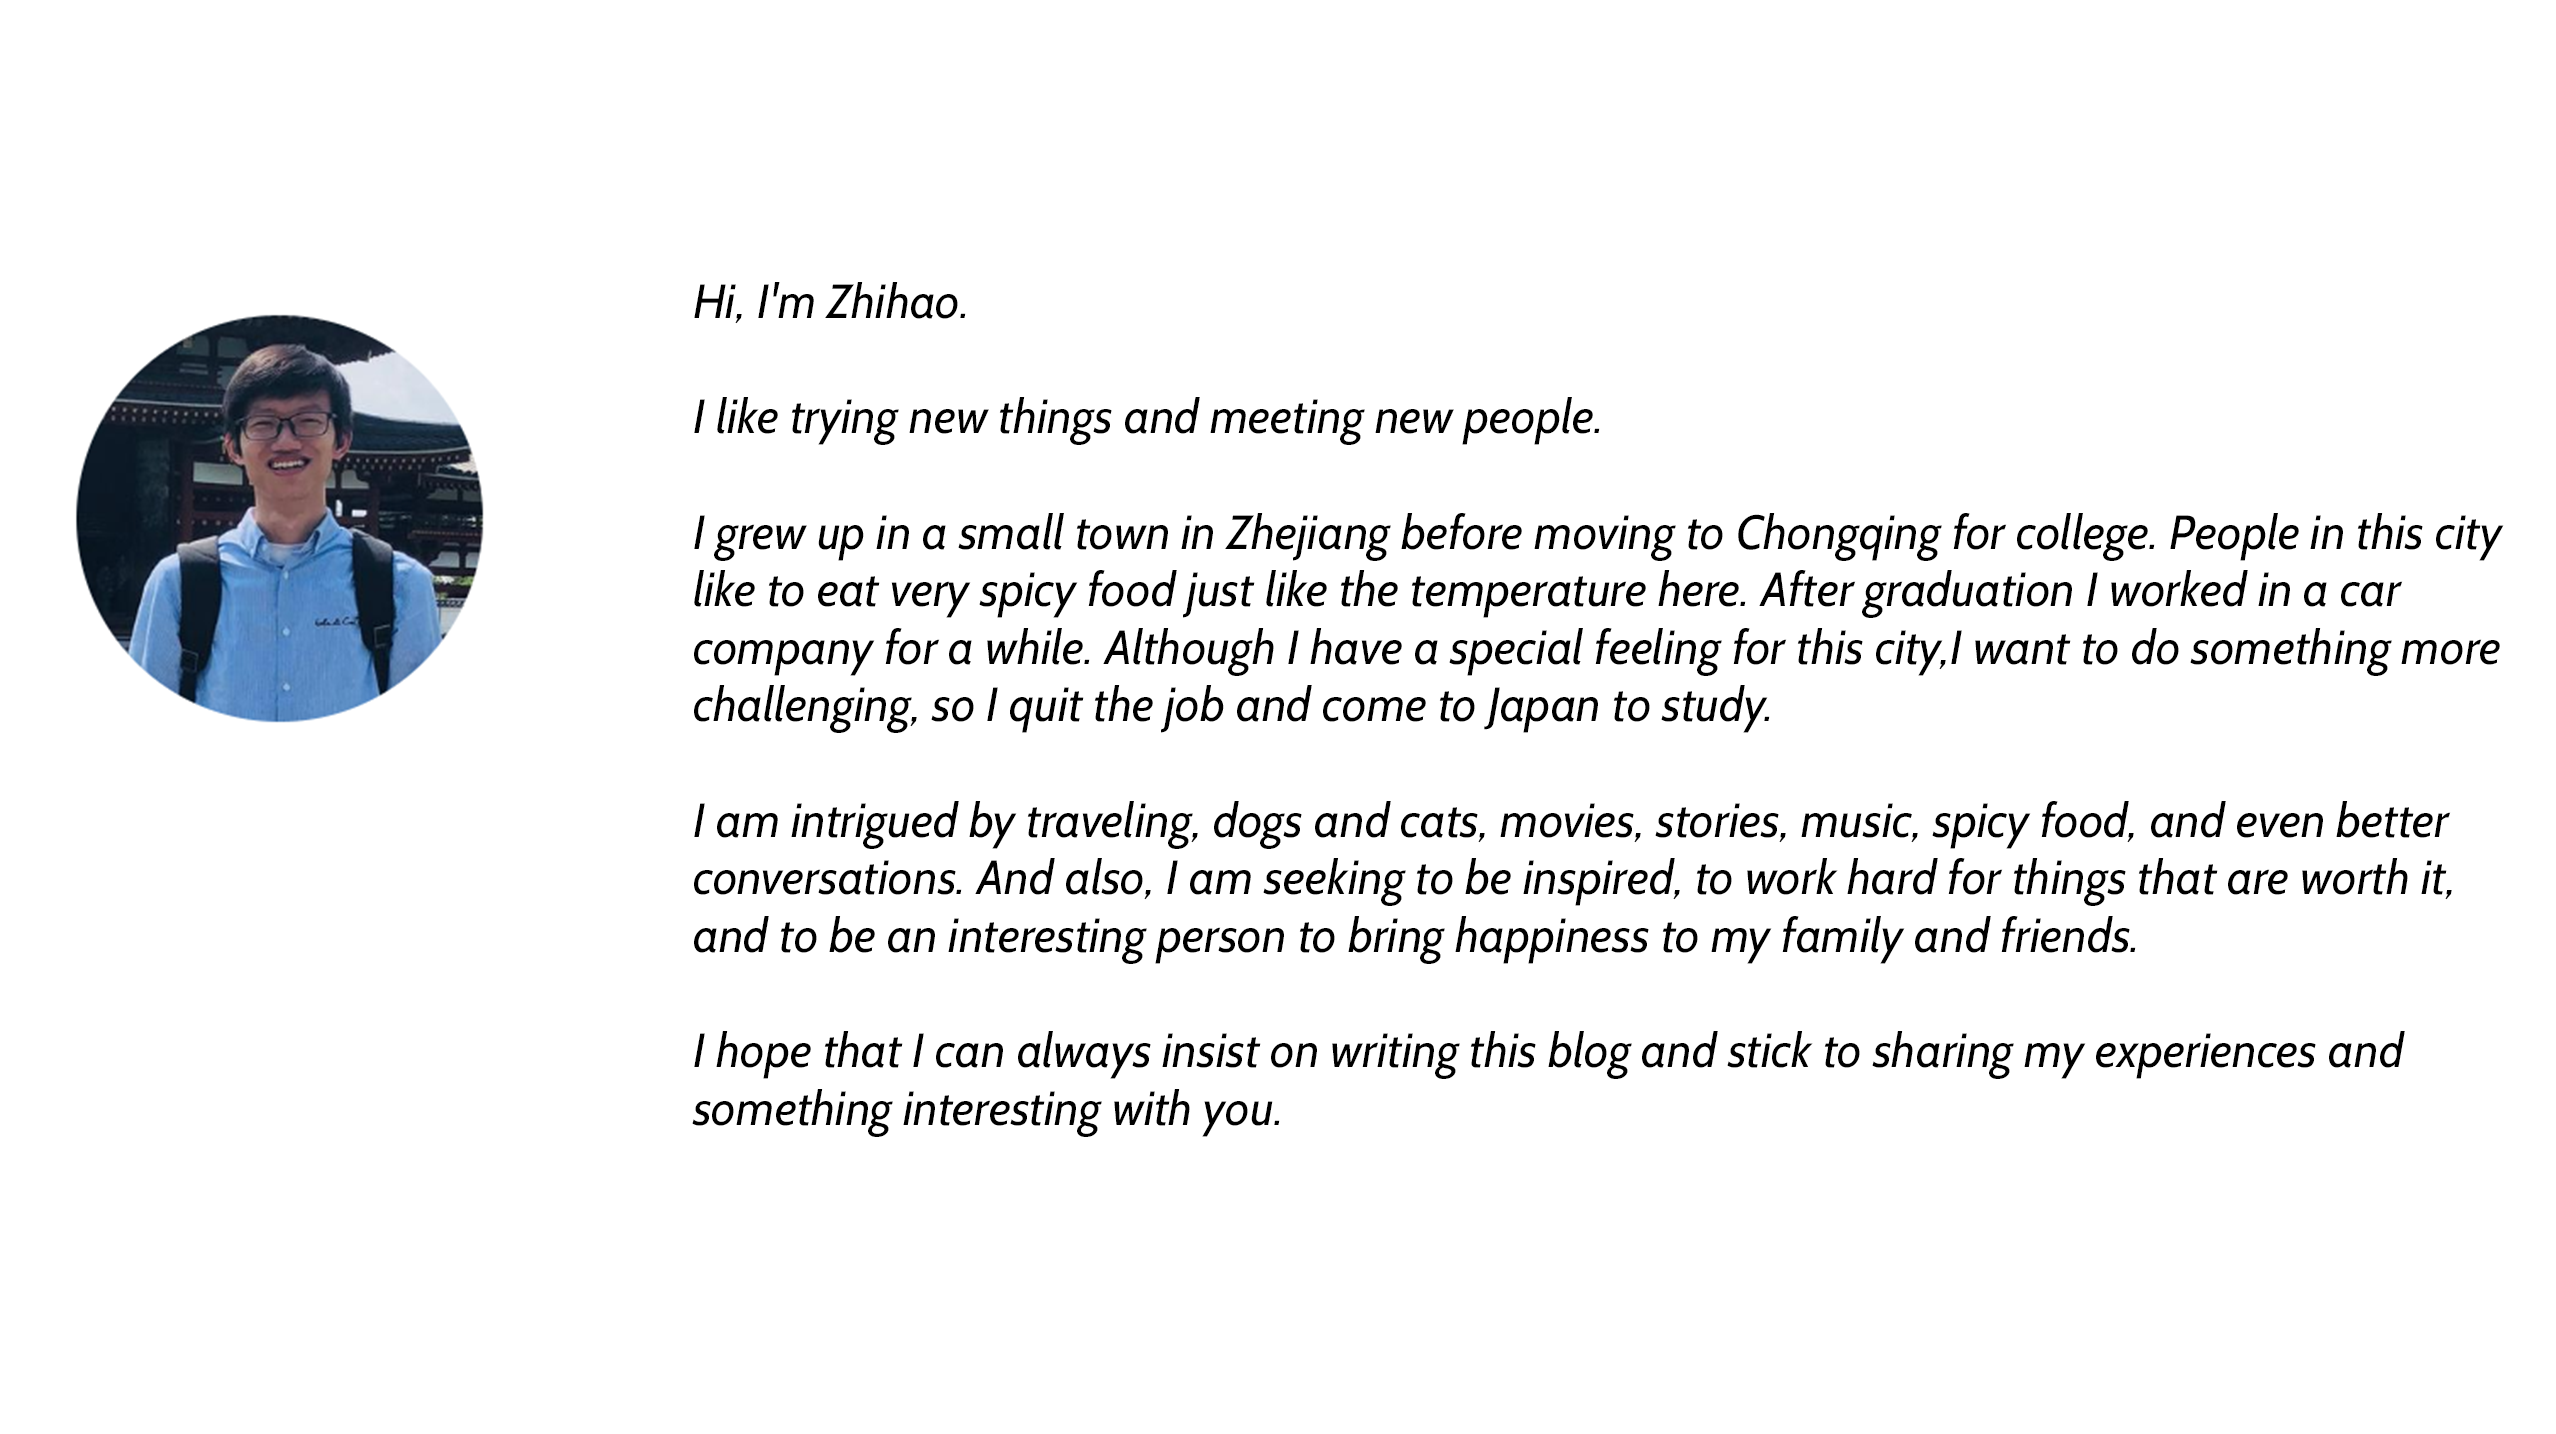 Hi, I'm Zhihao.
I like trying new things and meeting new people.
I grew up in a small town in Zhejiang before moving to Chongqing for college. People in this city
like to eat very spicy food just like the temperature here. After graduation I worked in a car
company for a while. Although I have a special feeling for this city,I want to do something more
challenging, so I quit the job and come to Japan to study.
I am intrigued by traveling, dogs and cats, movies, stories, music, spicy food, and even better
conversations. And also, I am seeking to be inspired, to work hard for things that are worth it,
and to be an interesting person to bring happiness to my family and friends.
I hope that I can always insist on writing this blog and stick to sharing my experiences and
something interesting with you.